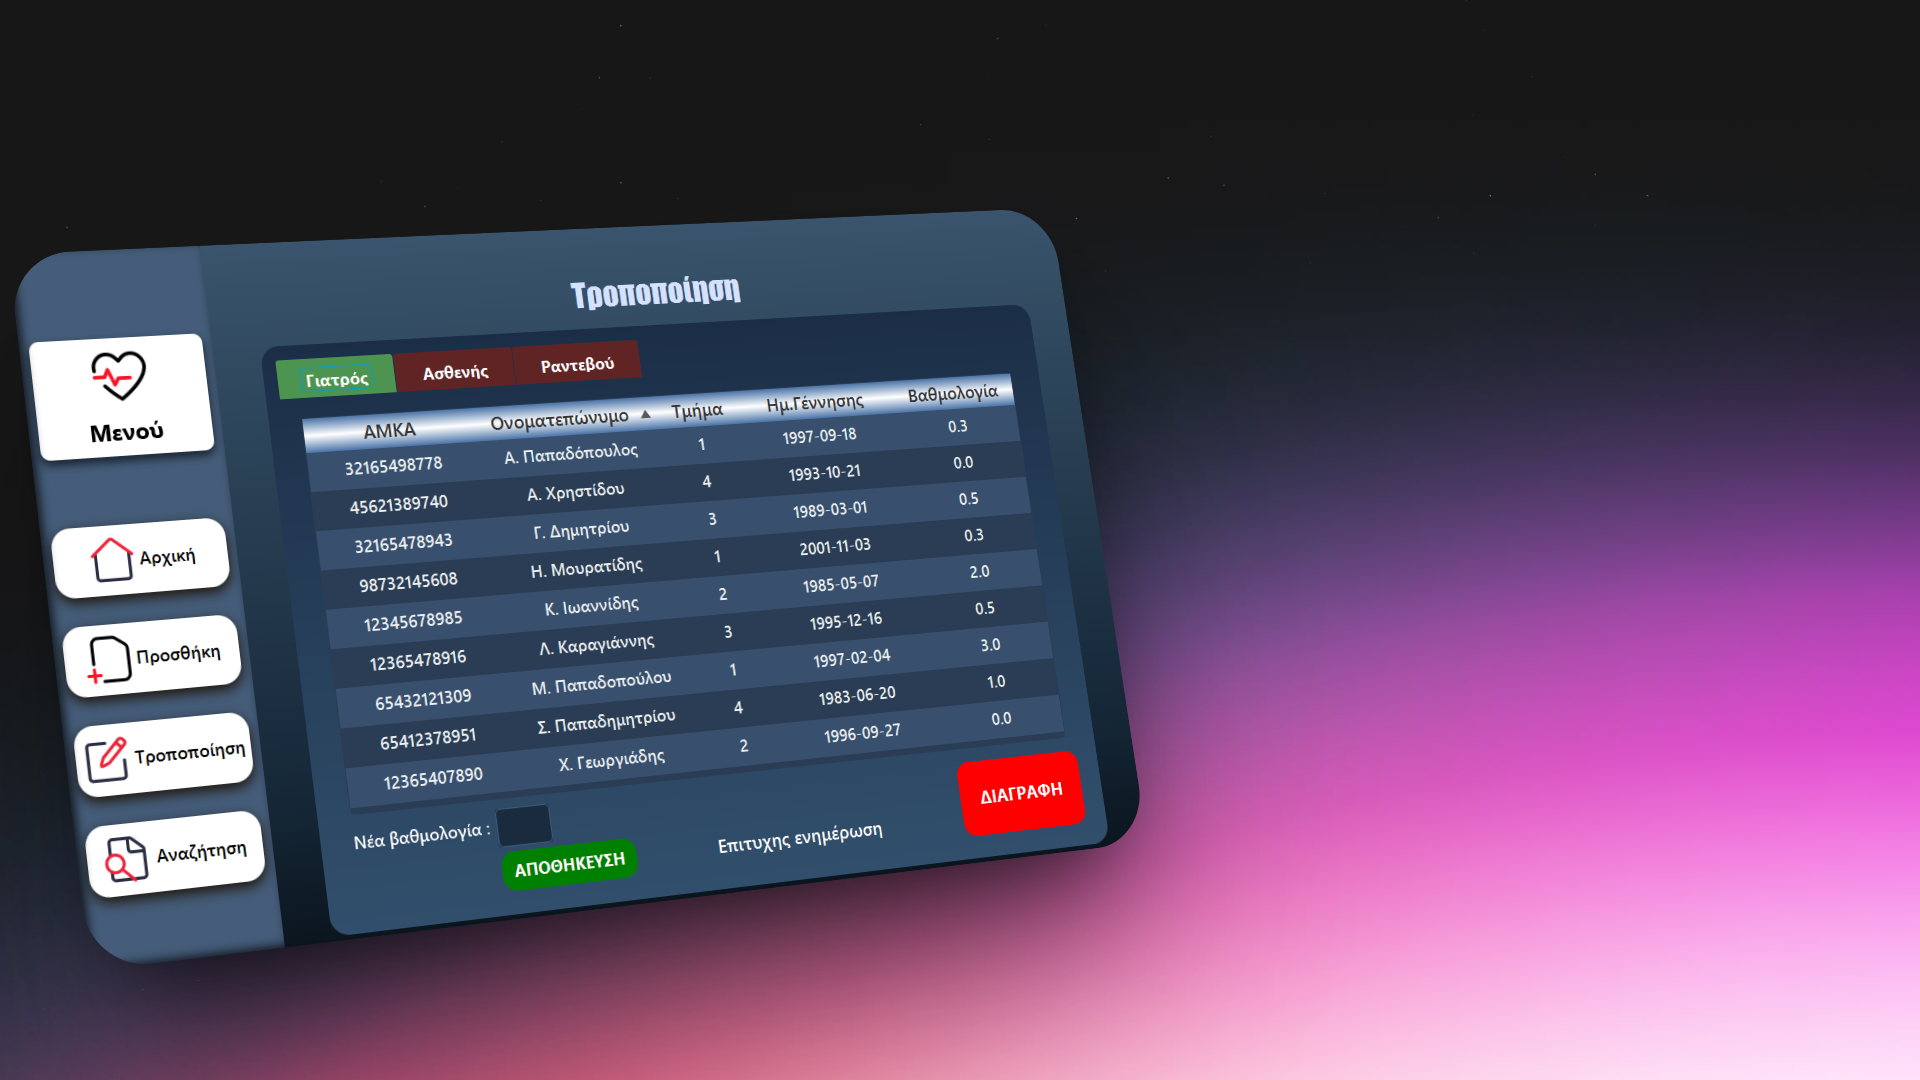 Τροποποίηση
Μενού
Αρχική
Προσθήκη
Τροποποίηση
Αναζήτηση
Γιατρός Ασθενής Ραντεβού
ΑΜΚΑ Ονοματεπώνυμο Τμήμα Ημ.Γέννησης Βαθμολογία
32165498778 Α. Παπαδόπουλος 1 1997-09-18 0.3
45621389740 Α. Χρηστίδου 4 1993-10-21 0.0
32165478943 Γ. Δημητρίου 3 1989-03-01 0.5
98732145608 Η. Μουρατίδης 1 2001-11-03 0.3
12345678985 Κ. Ιωαννίδης 2 1985-05-07 2.0
12365478916 Λ. Καραγιάννης 3 1995-12-16 0.5
65432121309 Μ. Παπαδοπούλου 1 1997-02-04 3.0
65412378951 Σ. Παπαδημητρίου 4 1983-06-20 1.0
12365407890 Χ. Γεωργιάδης 2 1996-09-27 0.0
Νέα βαθμολογία :
ΑΠΟΘΗΚΕΥΣΗ
Επιτυχης ενημέρωση
ΔΙΑΓΡΑΦΗ